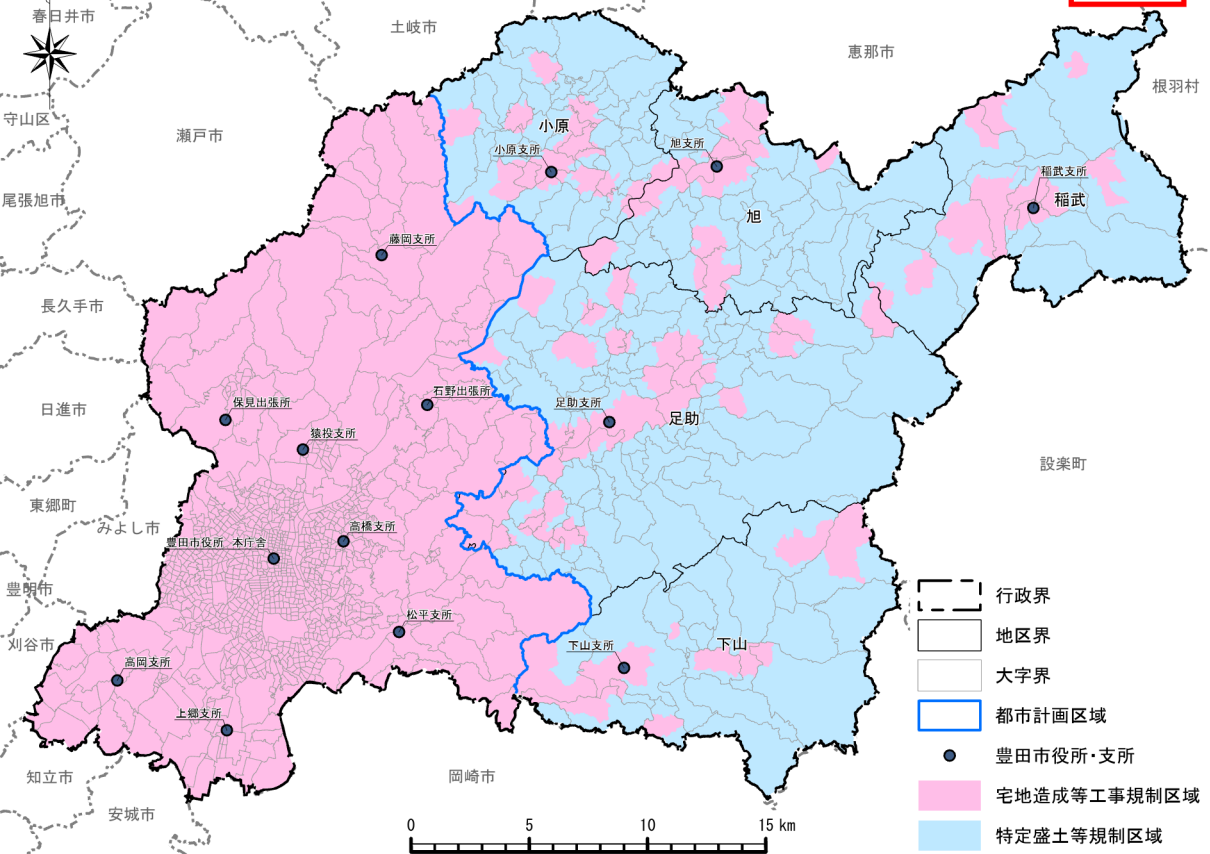 春日井市
土岐市
恵那市
根羽村
守山区
瀬戸市
小原
小原支所
旭支所
稲武支所
稲武
尾張旭市
旭
藤岡支所
長久手市
石野出張所
保見出張所
足助支所
日進市
足助
猿投支所
設楽町
東郷町
みよし市
高橋支所
豊田市役所 本庁舎
豊明市
行政界
松平支所
地区界
刈谷市
下山支所
下山
高岡支所
大字界
上郷支所
都市計画区域
豊田市役所・支所
知立市
岡崎市
宅地造成等工事規制区域
安城市
0 5 10 15 km
特定盛土等規制区域